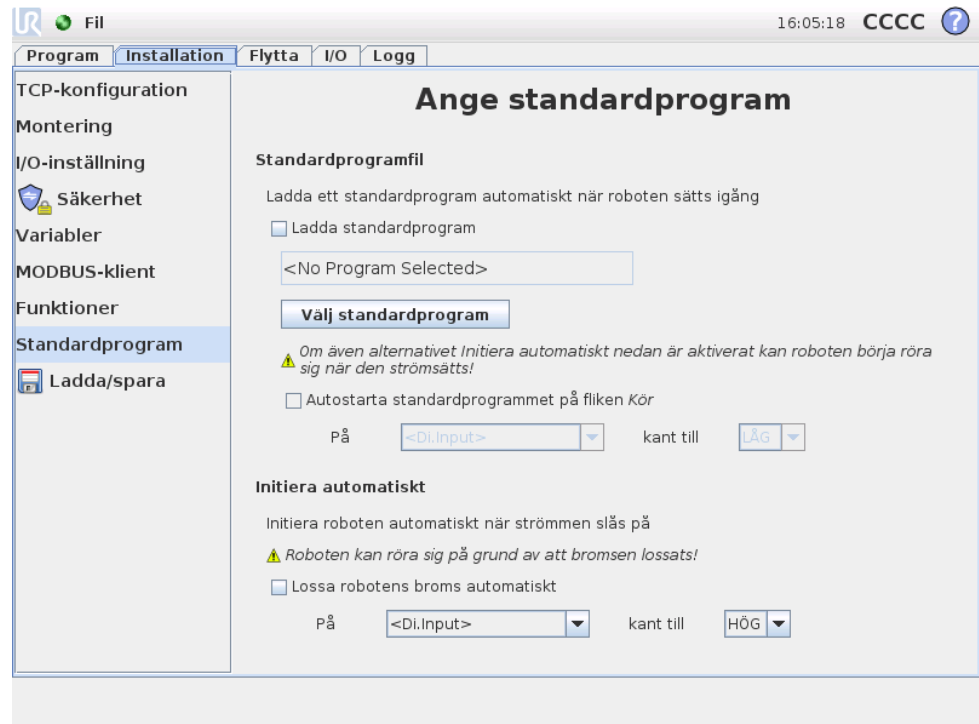 UR Fil 16:05:18 CCCC ?
Program Installation Flytta I/O Logg
TCP-konfiguration
Montering
I/O-inställning
Säkerhet
Variabler
MODBUS-klient
Funktioner
Standardprogram
Ladda/spara
Ange standardprogram
Standardprogramfil
Ladda ett standardprogram automatiskt när roboten sätts igång
Ladda standardprogram
<No Program Selected>
Välj standardprogram
Om även alternativet Initiera automatiskt nedan är aktiverat kan roboten börja röra
sig när den strömsätts!
Autostarta standardprogrammet på fliken Kör
På <Di.Input> kant till LÅG
Initiera automatiskt
Initiera roboten automatiskt när strömmen slås på
Roboten kan röra sig på grund av att bromsen lossats!
Lossa robotens broms automatiskt
På <Di.Input> kant till HÖG